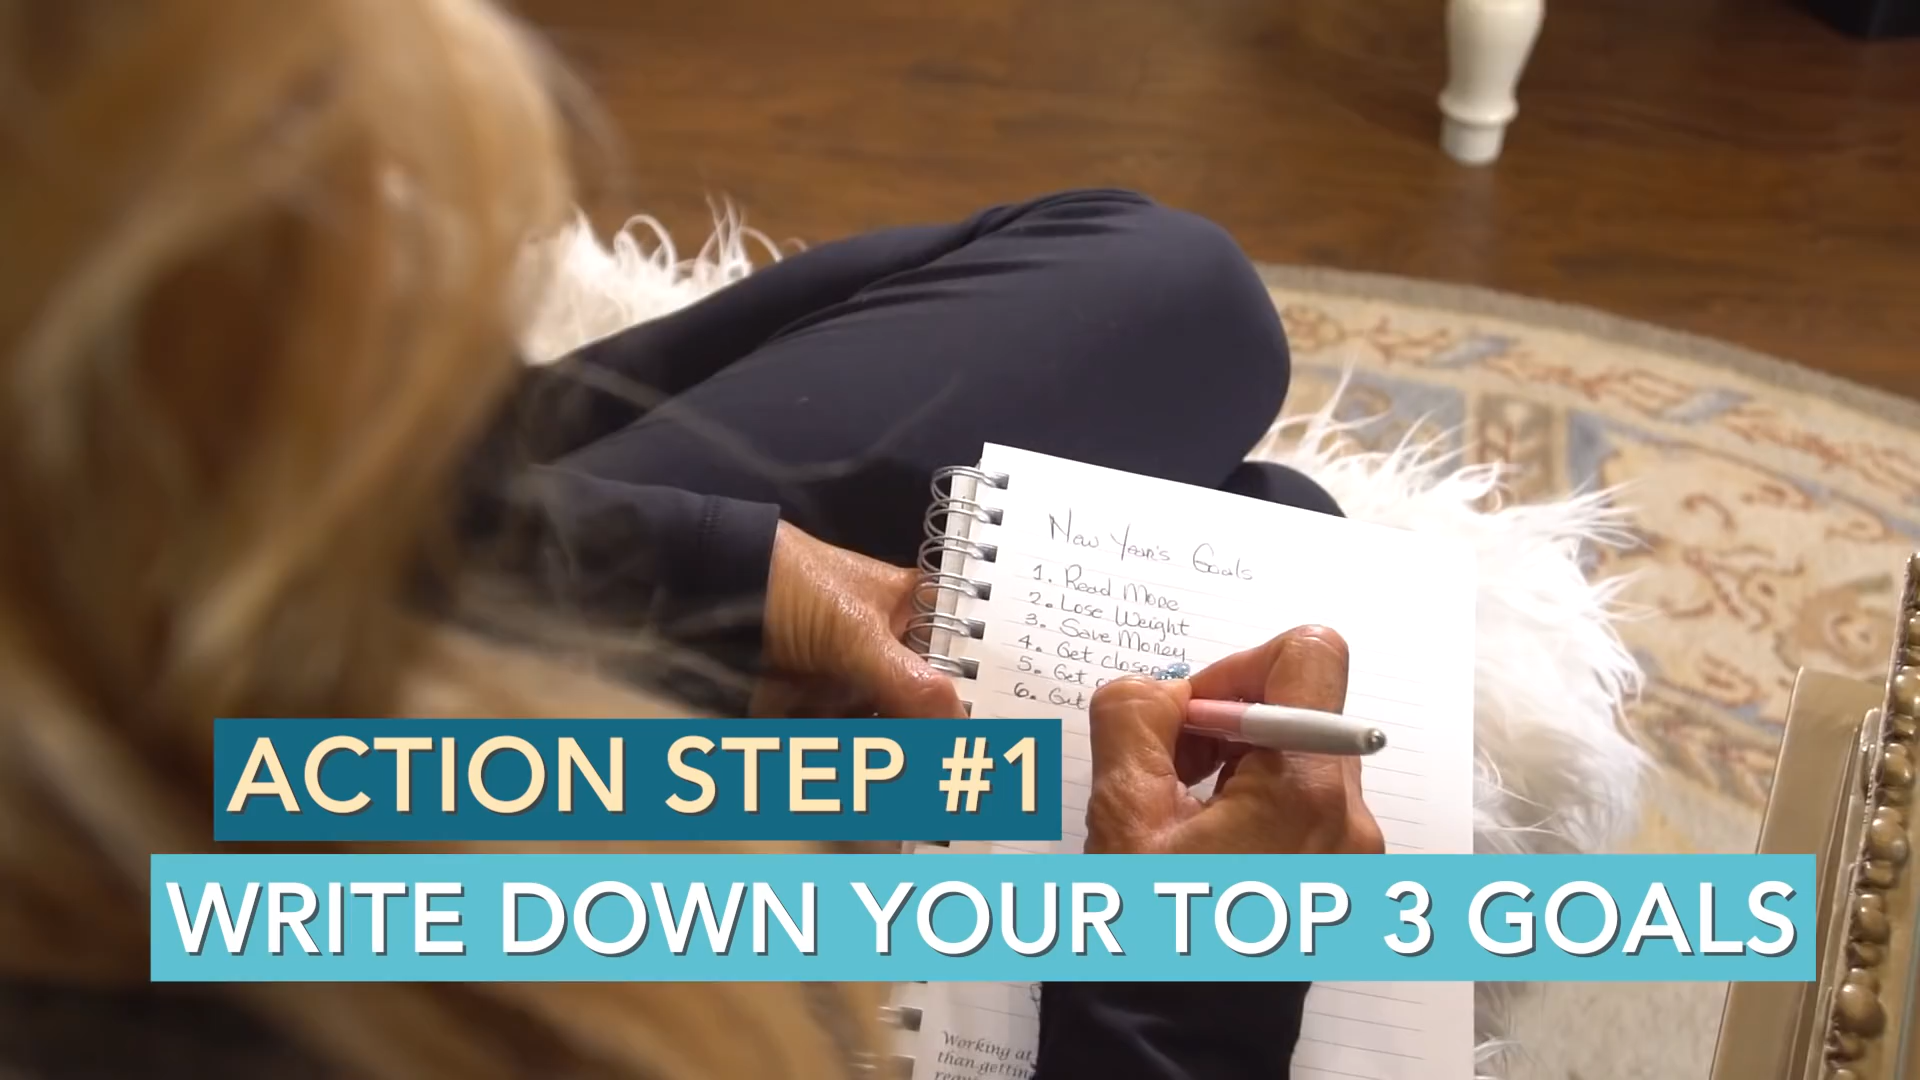 New Year's Goals
1. Read More
2. Lose Weight
3. Save Money
4. Get closer
5. Get
6. Get
ACTION STEP #1
WRITE DOWN YOUR TOP 3 GOALS
Working at
than gettin